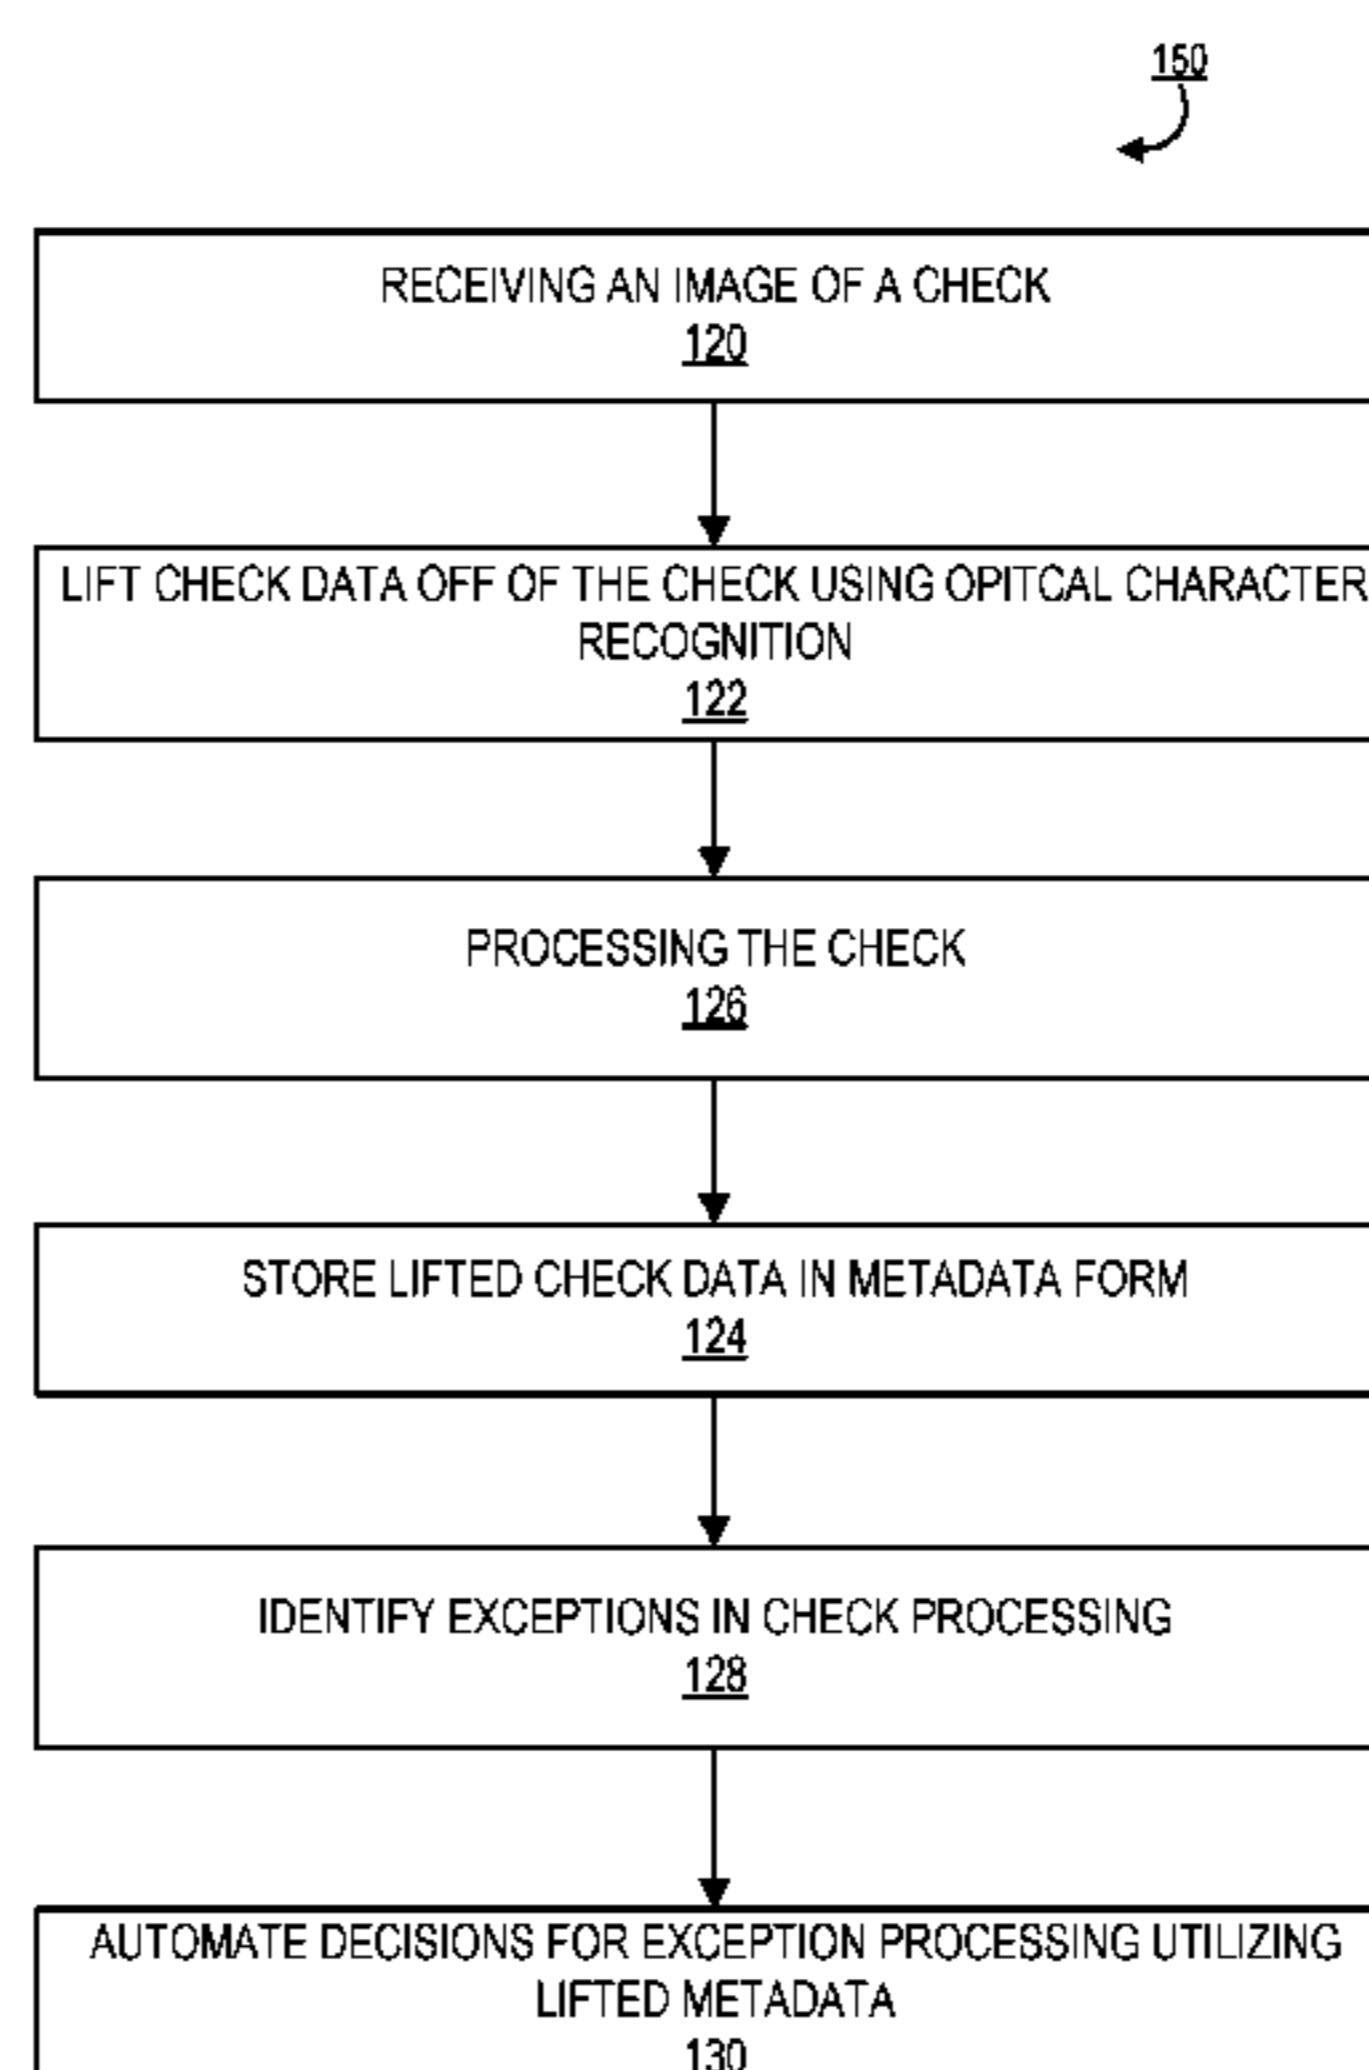 150
RECEIVING AN IMAGE OF A CHECK
120
LIFT CHECK DATA OFF OF THE CHECK USING OPITCAL CHARACTER
RECOGNITION
122
PROCESSING THE CHECK
126
STORE LIFTED CHECK DATA IN METADATA FORM
124
IDENTIFY EXCEPTIONS IN CHECK PROCESSING
128
AUTOMATE DECISIONS FOR EXCEPTION PROCESSING UTILIZING
LIFTED METADATA
130